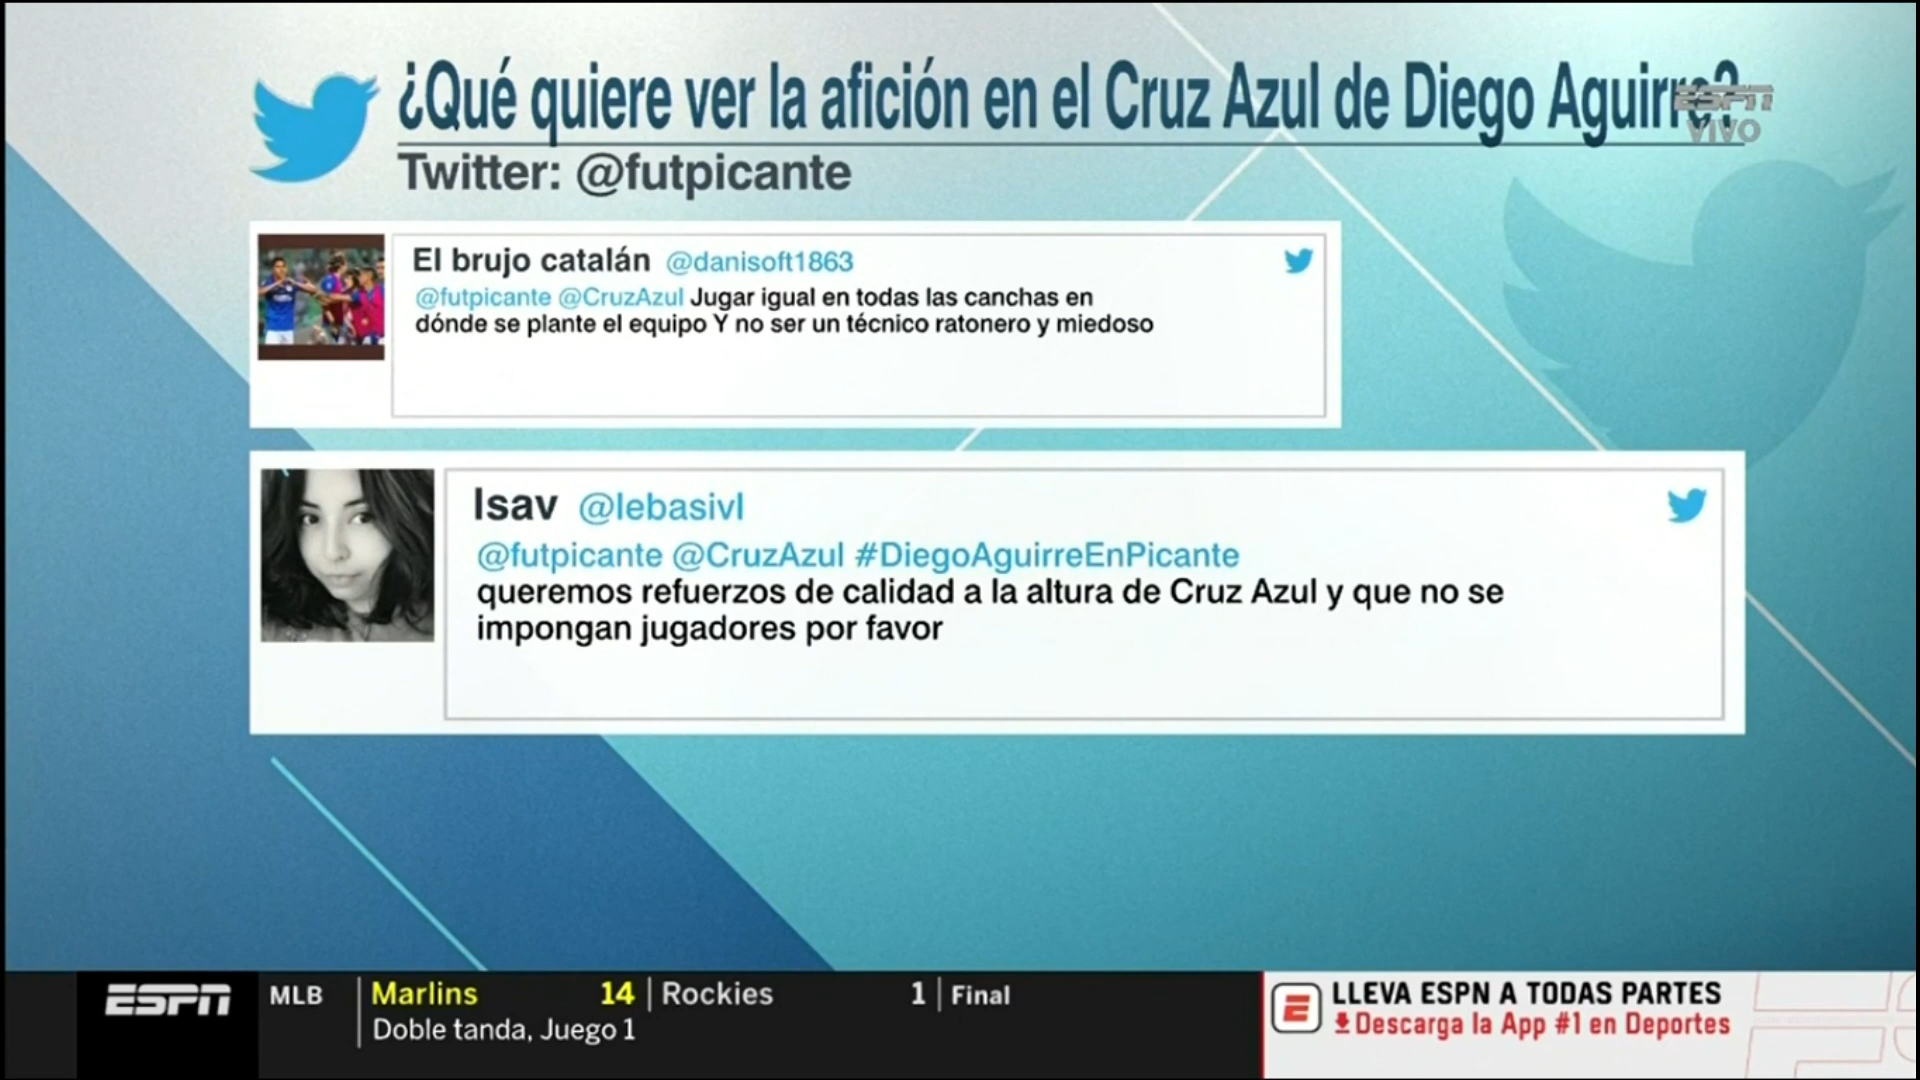 ¿Qué quiere ver la afición en el Cruz Azul de Diego Aguirre?
ESPN
VIVO
Twitter: @futpicante
El brujo catalán @danisoft1863
@futpicante @CruzAzul Jugar igual en todas las canchas en
dónde se plante el equipo Y no ser un técnico ratonero y miedoso
Isav @lebasivl
@futpicante @CruzAzul #DiegoAguirreEnPicante
queremos refuerzos de calidad a la altura de Cruz Azul y que no se
impongan jugadores por favor
ESPN MLB Marlins 14 Rockies 1 Final
Doble tanda, Juego 1
LLEVA ESPN A TODAS PARTES
Descarga la App #1 en Deportes